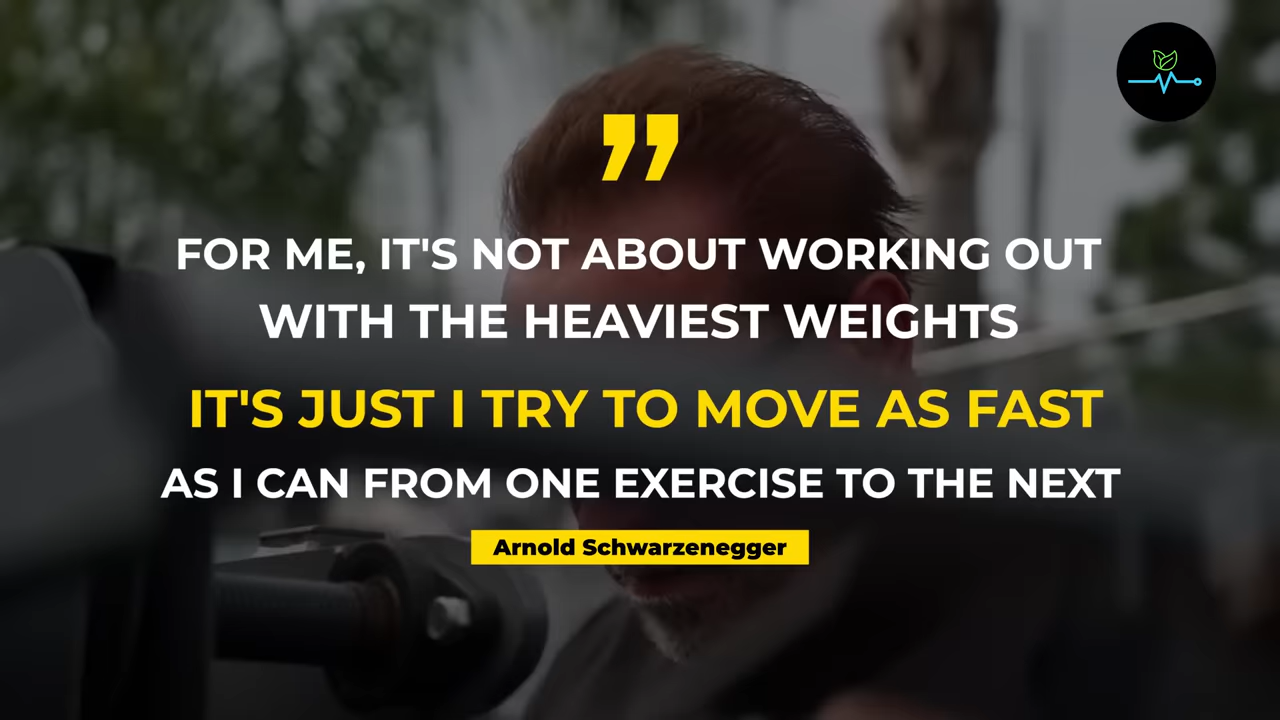 ”
FOR ME, IT'S NOT ABOUT WORKING OUT
WITH THE HEAVIEST WEIGHTS
IT'S JUST I TRY TO MOVE AS FAST
AS I CAN FROM ONE EXERCISE TO THE NEXT
Arnold Schwarzenegger